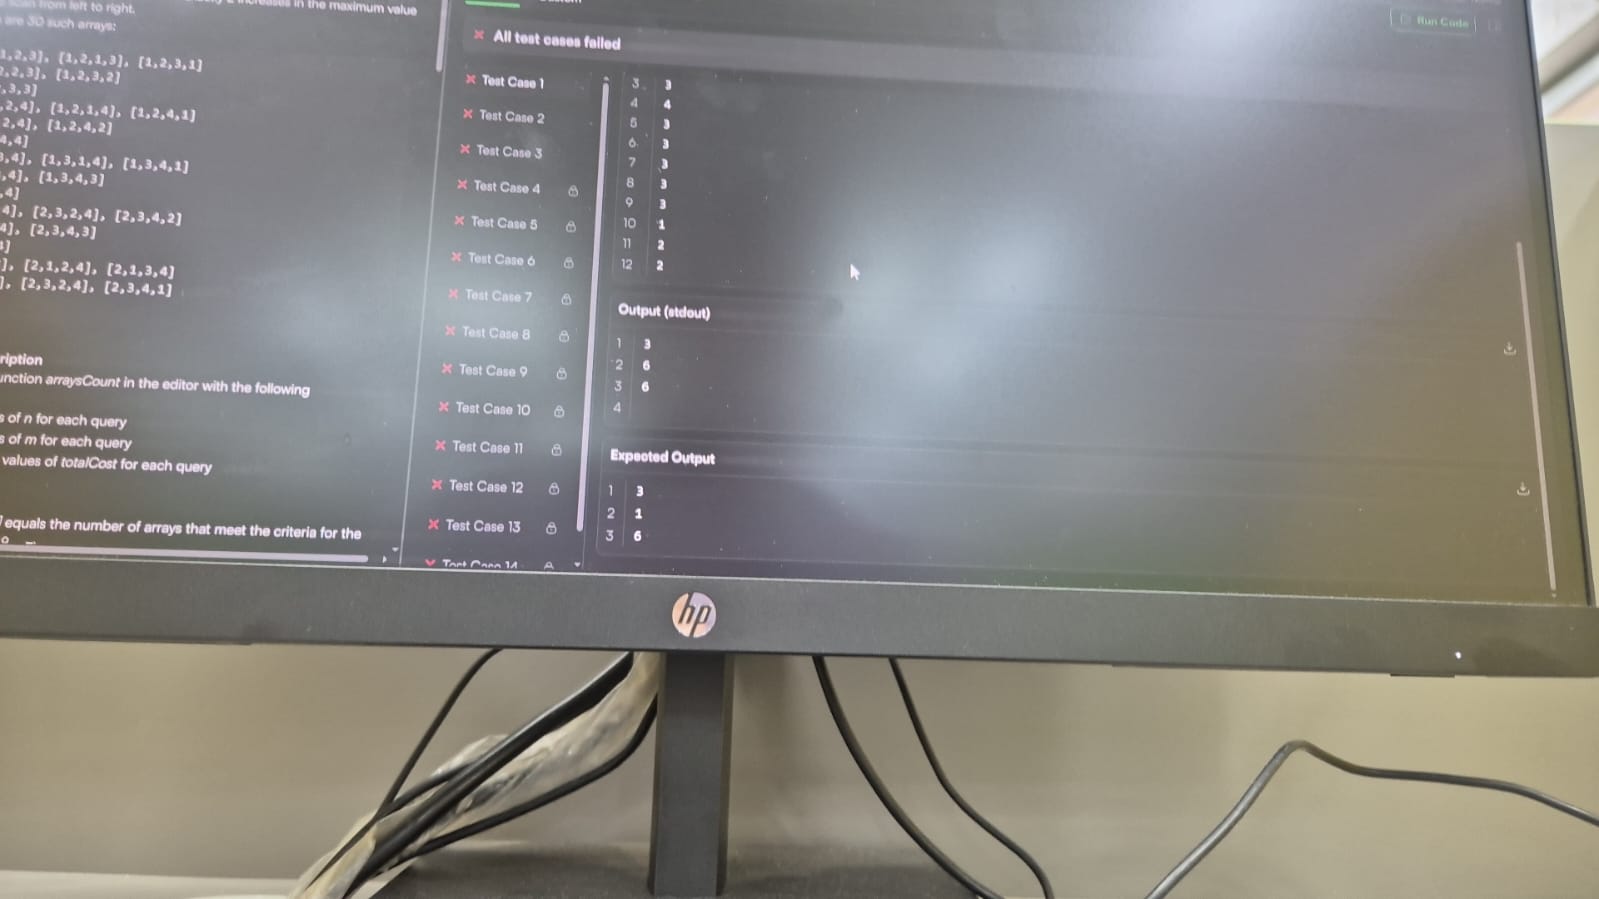 scan from left to right.
increases in the maximum value
are 30 such arrays:
1,2,3], [1,2,1,3], [1,2,3,1]
2,2,3], [1,2,3,2]
,3,3]
,2,4], [1,2,1,4], [1,2,4,1]
2,4], [1,2,4,2]
4,4]
3,4], [1,3,1,4], [1,3,4,1]
,4], [1,3,4,3]
,4]
4], [2,3,2,4], [2,3,4,2]
4], [2,3,4,3]
4]
], [2,1,2,4], [2,1,3,4]
], [2,3,2,4], [2,3,4,1]
ription
unction arraysCount in the editor with the following
s of n for each query
s of m for each query
values of totalCost for each query
equals the number of arrays that meet the criteria for the
Run Code
All test cases failed
Test Case 1
Test Case 2
Test Case 3
Test Case 4
Test Case 5
Test Case 6
Test Case 7
Test Case 8
Test Case 9
Test Case 10
Test Case 11
Test Case 12
Test Case 13
Test Case 14
3 3
4 4
5 3
6 3
7 3
8 3
9 3
10 1
11 2
12 2
Output (stdout)
1 3
2 6
3 6
4
Expected Output
1 3
2 1
3 6
hp